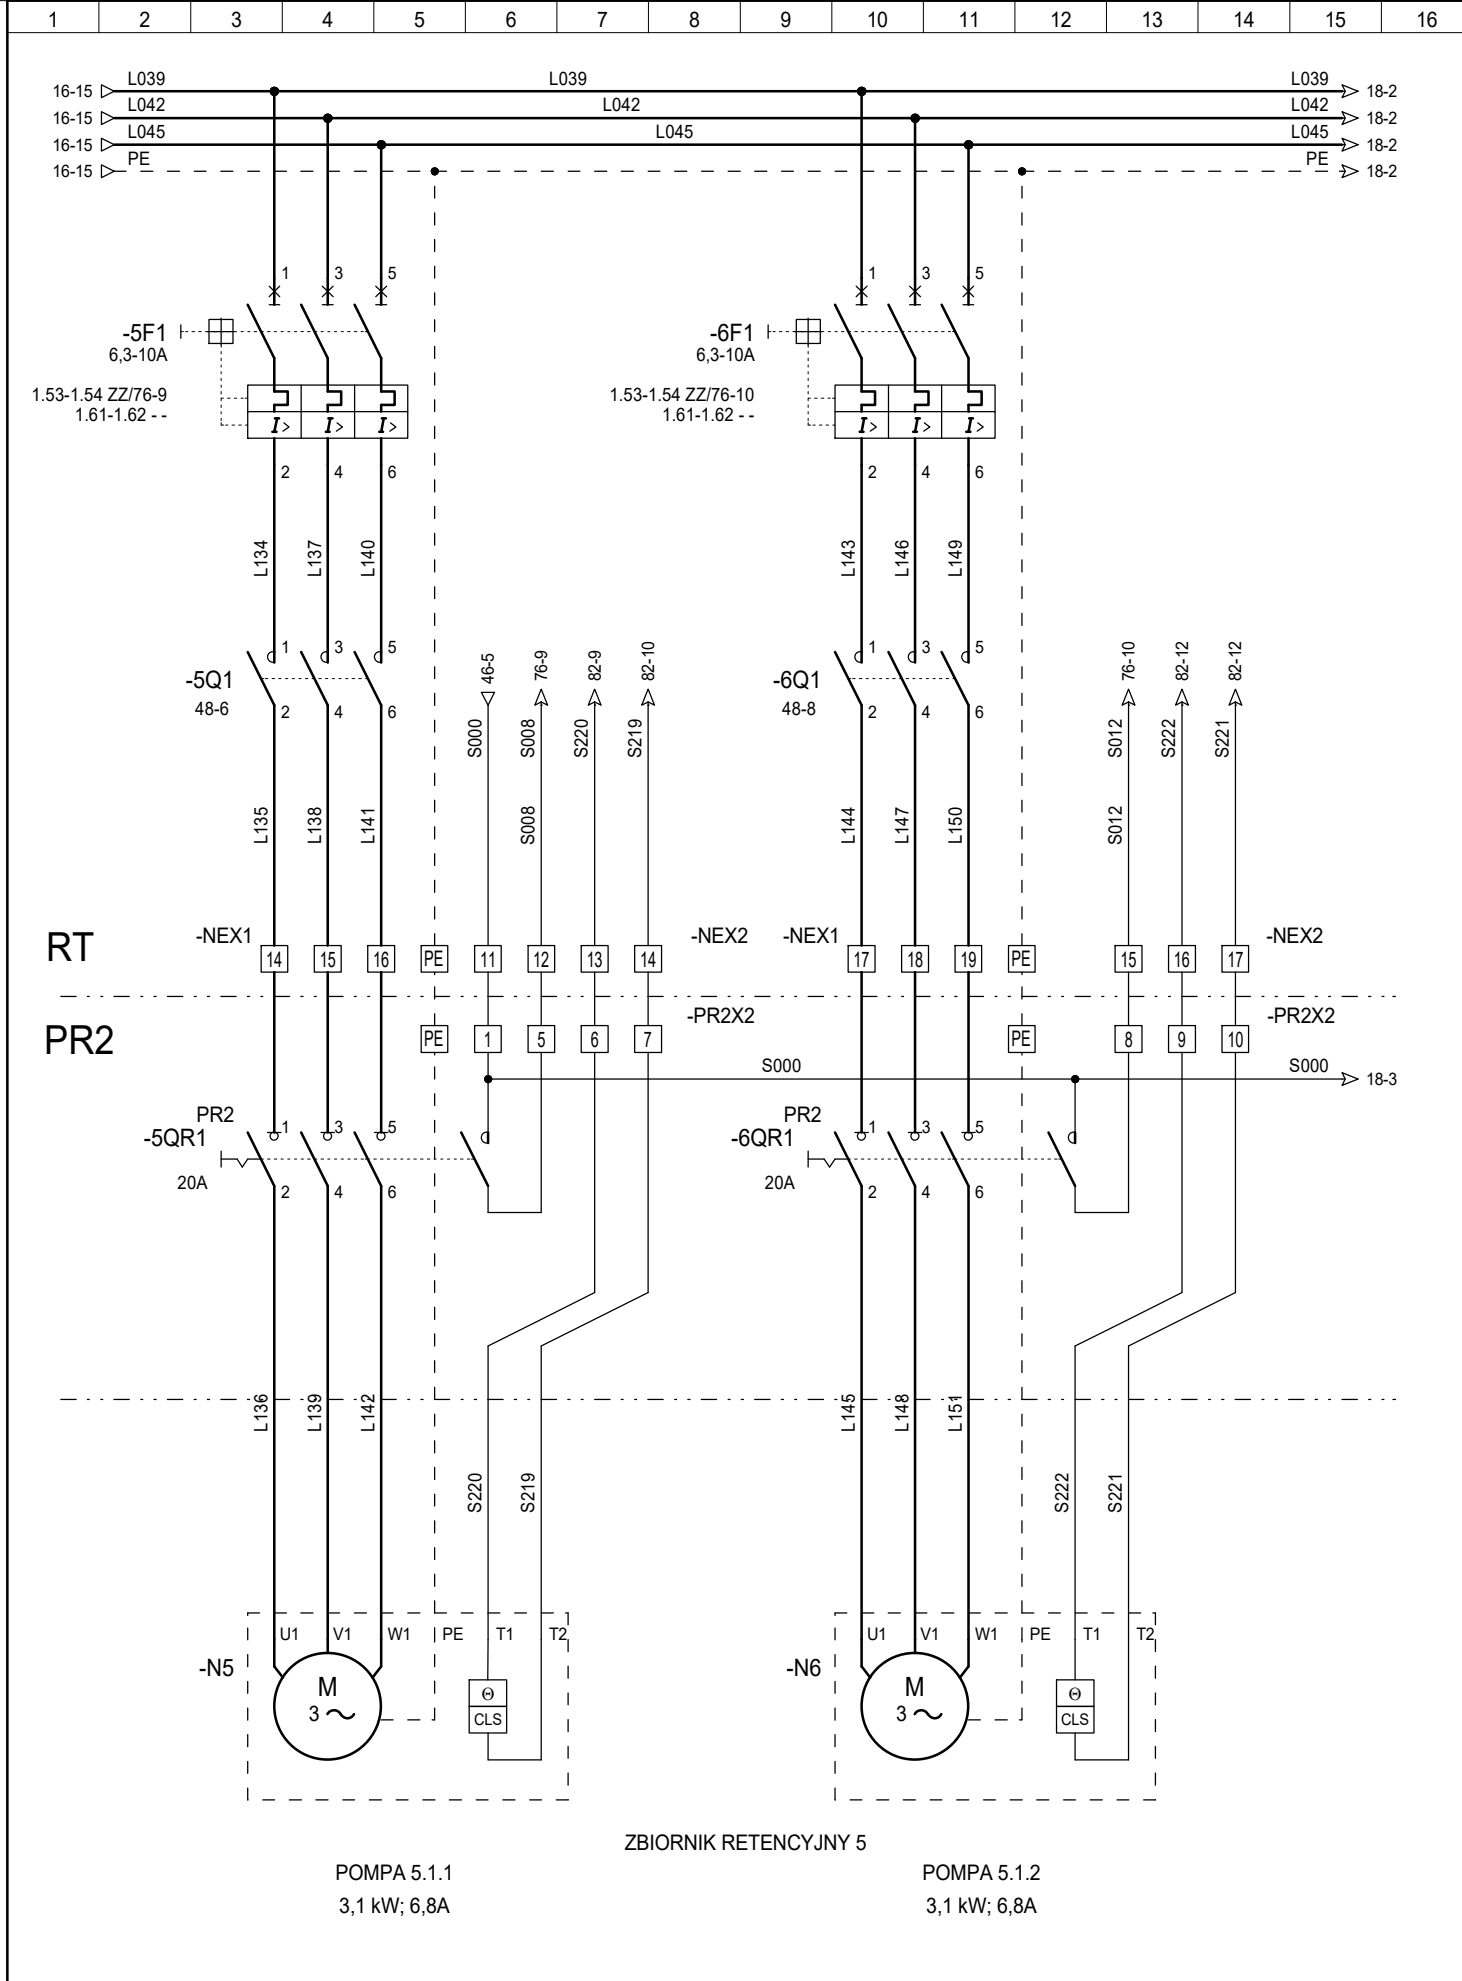 1 2 3 4 5 6 7 8 9 10 11 12 13 14 15 16
16-15 L039 L039 L039 18-2
16-15 L042 L042 L042 18-2
16-15 L045 L045 L045 18-2
16-15 PE PE 18-2
1 3 5 1 3 5
-5F1 -6F1
6,3-10A 6,3-10A
1.53-1.54 ZZ/76-9 1.53-1.54 ZZ/76-10
1.61-1.62 - - 1.61-1.62 - -
I> I> I> I> I> I>
2 4 6 2 4 6
L134 L137 L140 L143 L146 L149
1 3 5 46-5 76-9 82-9 82-10 1 3 5 76-10 82-12 82-12
-5Q1 -6Q1
48-6 2 4 6 48-8 2 4 6
S000 S008 S220 S219 S012 S222 S221
L135 L138 L141 S008 L144 L147 L150 S012
RT -NEX1 -NEX2 -NEX1 -NEX2
14 15 16 PE 11 12 13 14 17 18 19 PE 15 16 17
-PR2X2 -PR2X2
PR2 PE 1 5 6 7 PE 8 9 10
S000 S000 18-3
PR2 1 3 5 PR2 1 3 5
-5QR1 -6QR1
20A 2 4 6 20A 2 4 6
L136 L139 L142 L145 L148 L151
S220 S219 S222 S221
U1 V1 W1 PE T1 T2 U1 V1 W1 PE T1 T2
-N5 -N6
M Θ M Θ
3 CLS 3 CLS
ZBIORNIK RETENCYJNY 5
POMPA 5.1.1 POMPA 5.1.2
3,1 kW; 6,8A 3,1 kW; 6,8A